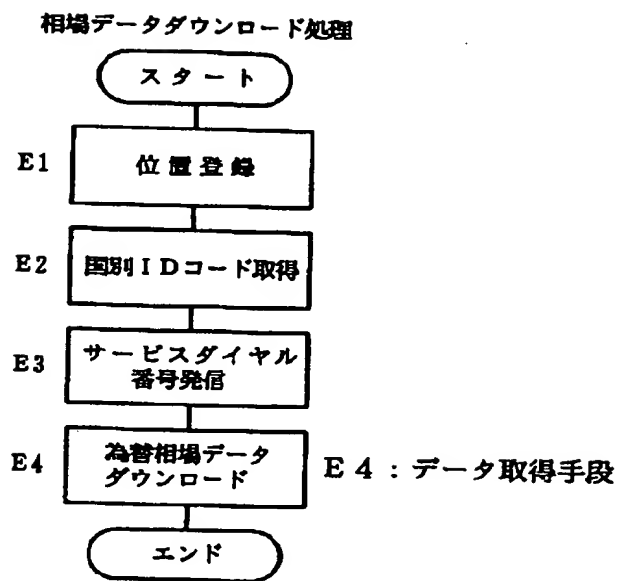 相場データダウンロード処理
スタート
E1
位置登録
E2
国別IDコード取得
E3
サービスダイヤル
番号発信
E4
為替相場データ
ダウンロード
E4：データ取得手段
エンド